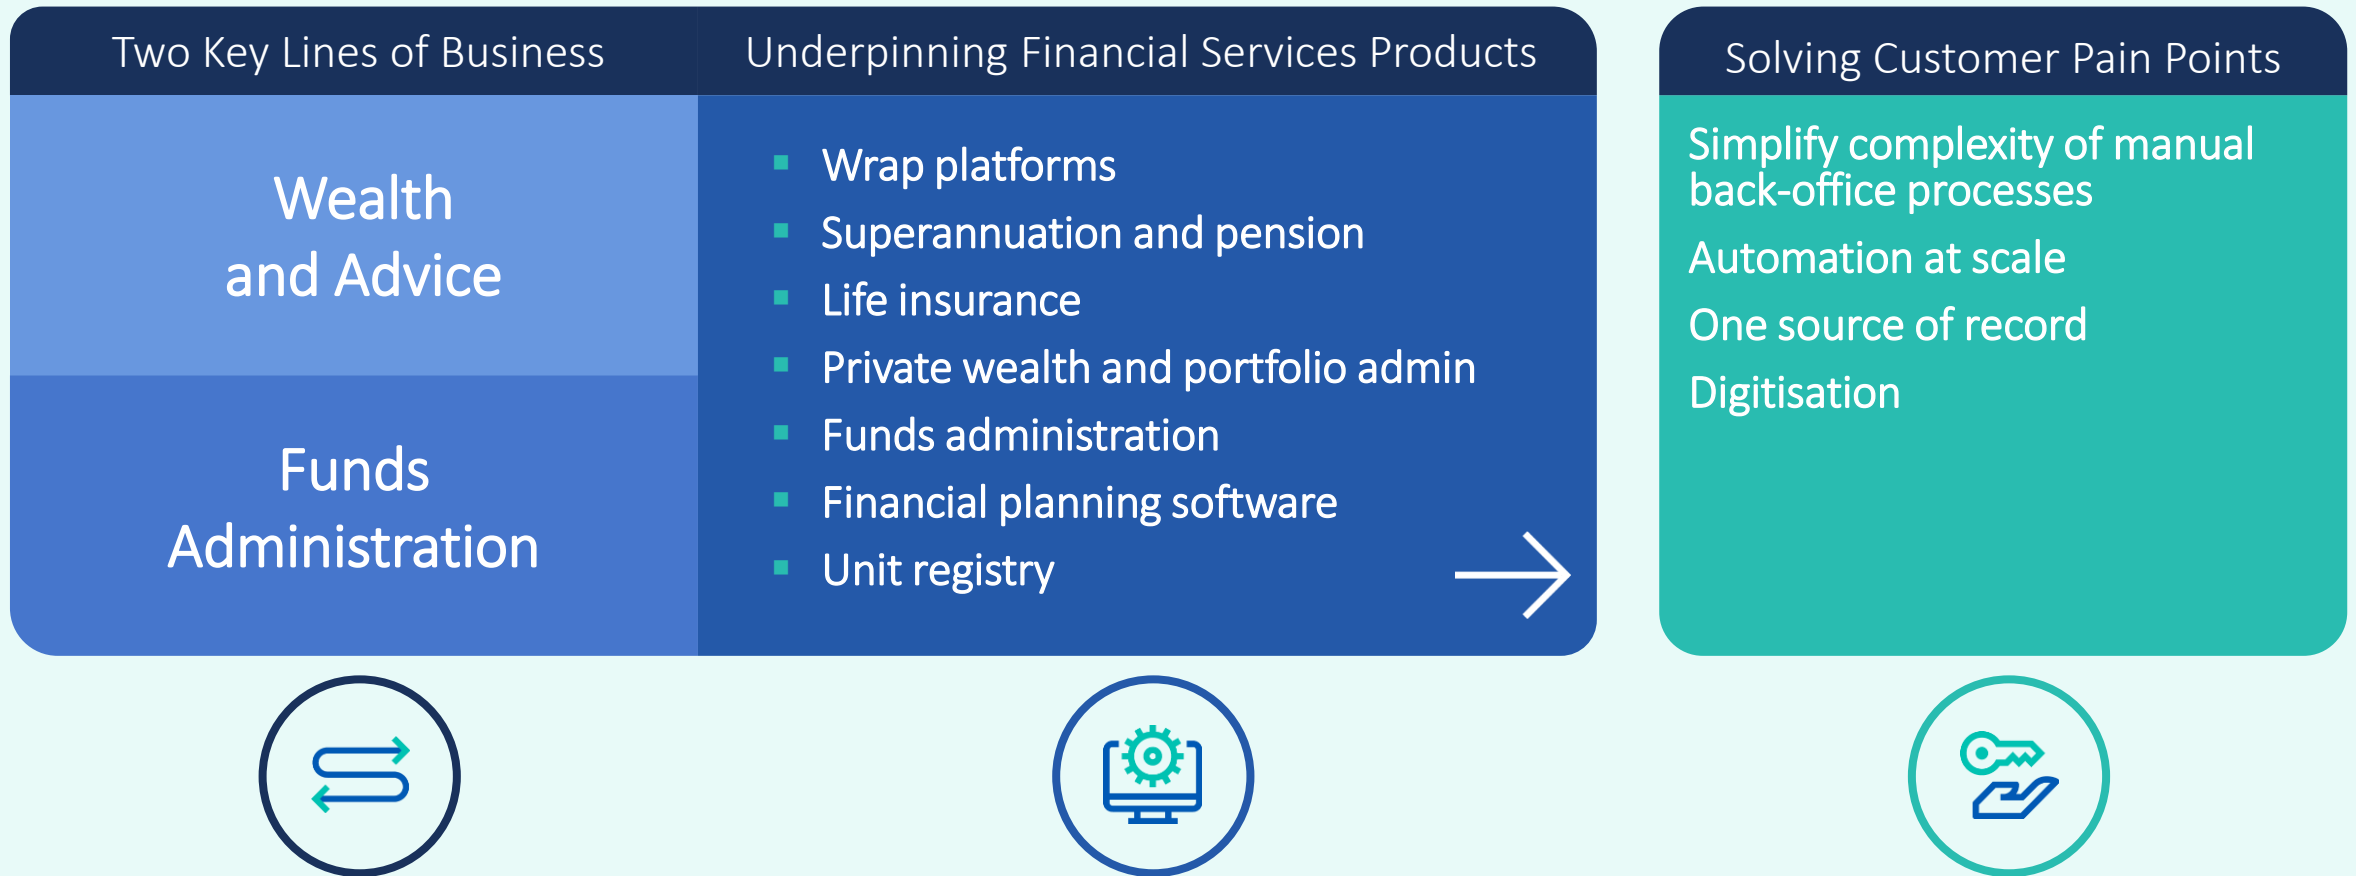 Two Key Lines of Business
Wealth
and Advice
Funds
Administration
Underpinning Financial Services Products
Wrap platforms
Superannuation and pension
Life insurance
Private wealth and portfolio admin
Funds administration
Financial planning software
Unit registry
Solving Customer Pain Points
Simplify complexity of manual
back-office processes
Automation at scale
One source of record
Digitisation